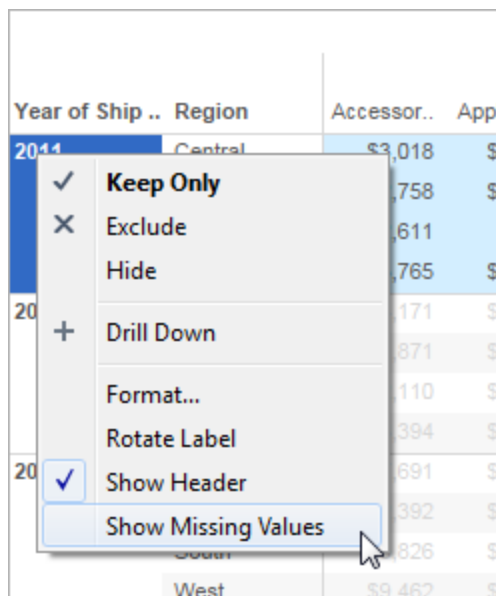 Year of Ship .. Region Accessor.. App
2011 Central $3,018 $
Keep Only ,758 $
Exclude ,611
Hide ,765 $
20 ,171 $
Drill Down ,871 $
Format... ,110 $
Rotate Label ,394 $
20 Show Header ,691 $
Show Missing Values ,392 $
South ,826 $
West $9,462 $